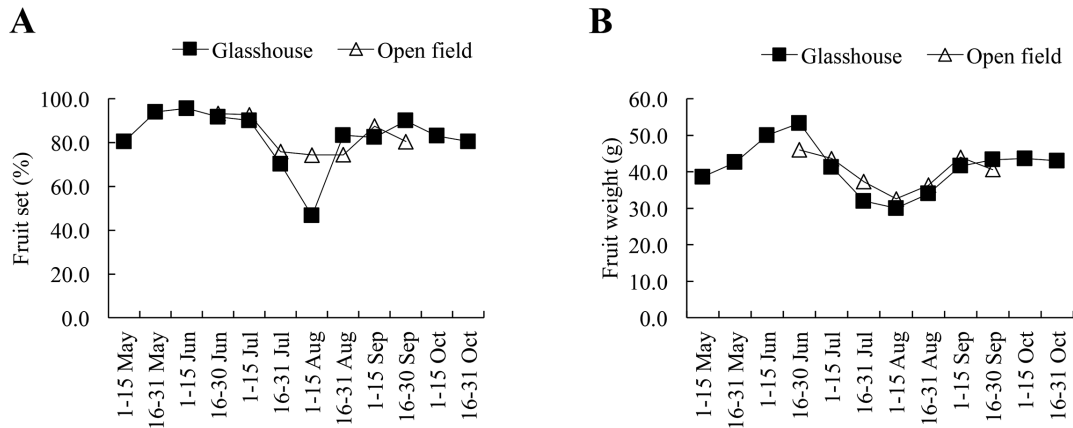 A
Glasshouse
Open field
Fruit set (%)
100.0
80.0
60.0
40.0
20.0
0.0
1-15 May
16-31 May
1-15 Jun
16-30 Jun
1-15 Jul
16-31 Jul
1-15 Aug
16-31 Aug
1-15 Sep
16-30 Sep
1-15 Oct
16-31 Oct
B
Glasshouse
Open field
Fruit weight (g)
60.0
50.0
40.0
30.0
20.0
10.0
0.0
1-15 May
16-31 May
1-15 Jun
16-30 Jun
1-15 Jul
16-31 Jul
1-15 Aug
16-31 Aug
1-15 Sep
16-30 Sep
1-15 Oct
16-31 Oct